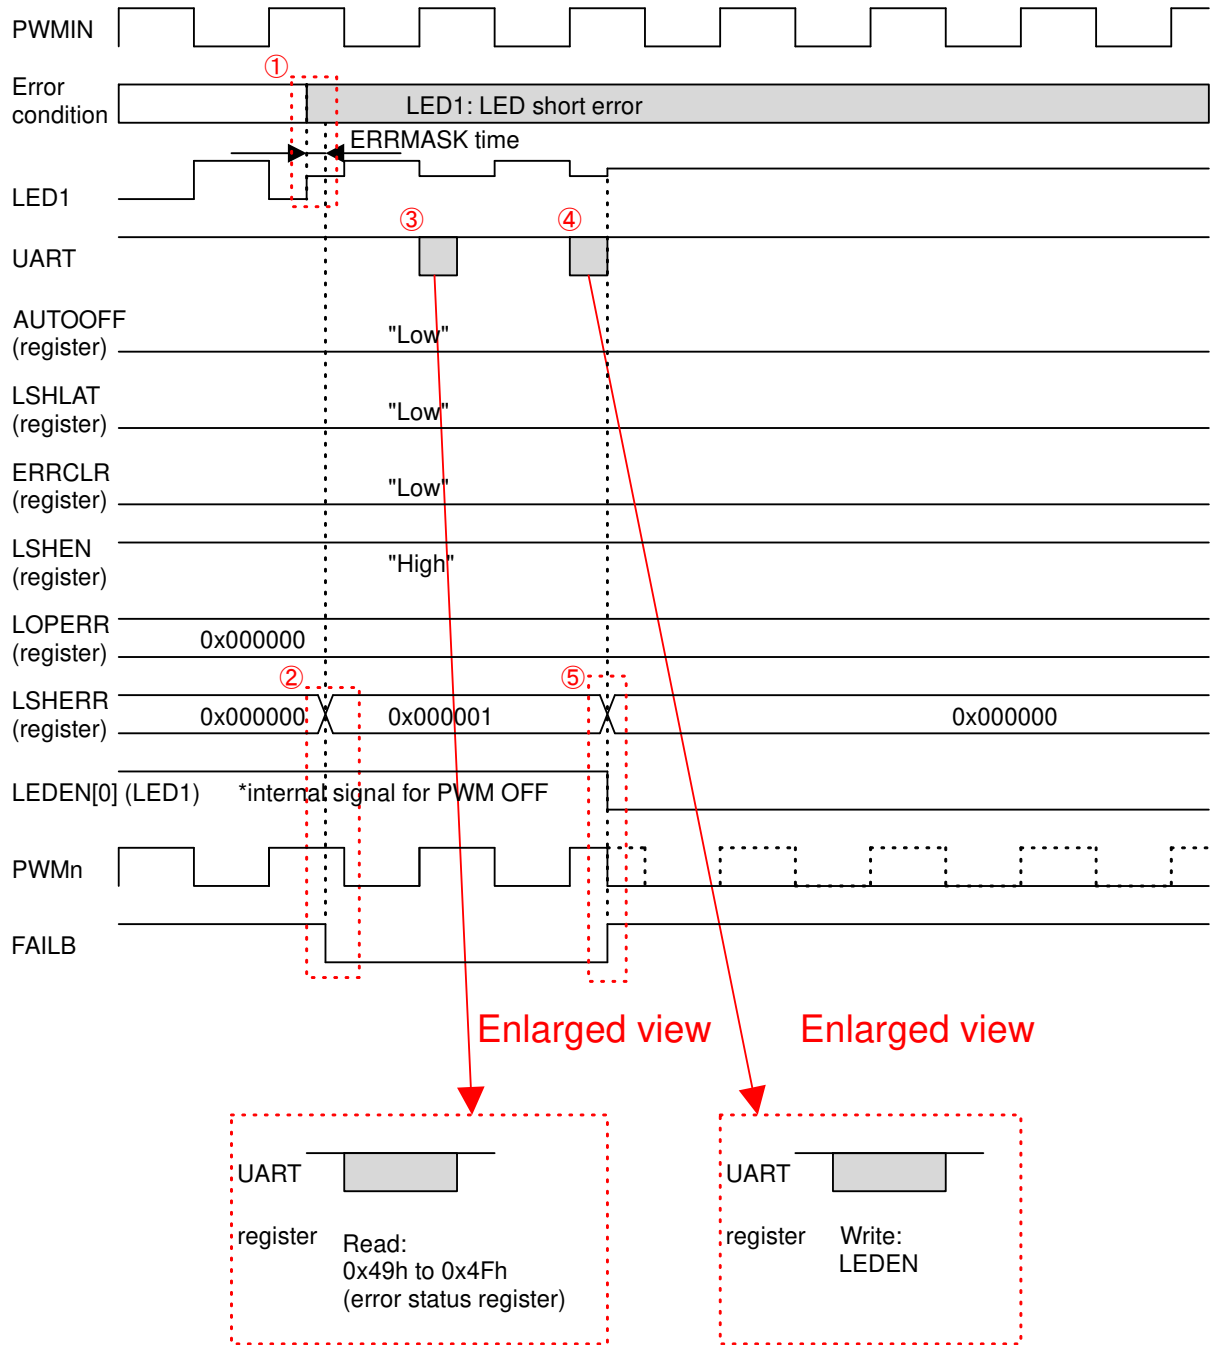 PWMIN
①
Error
condition
LED1: LED short error
ERRMASK time
LED1
③
④
UART
AUTOOFF
(register)
"Low"
LSHLAT
(register)
"Low"
ERRCLR
(register)
"Low"
LSHEN
(register)
"High"
LOPERR
(register)
0x000000
②
⑤
LSHERR
(register)
0x000000
0x000001
0x000000
LEDEN[0] (LED1)
*internal signal for PWM OFF
PWMn
FAILB
Enlarged view
Enlarged view
UART
register
Read:
0x49h to 0x4Fh
(error status register)
UART
register
Write:
LEDEN